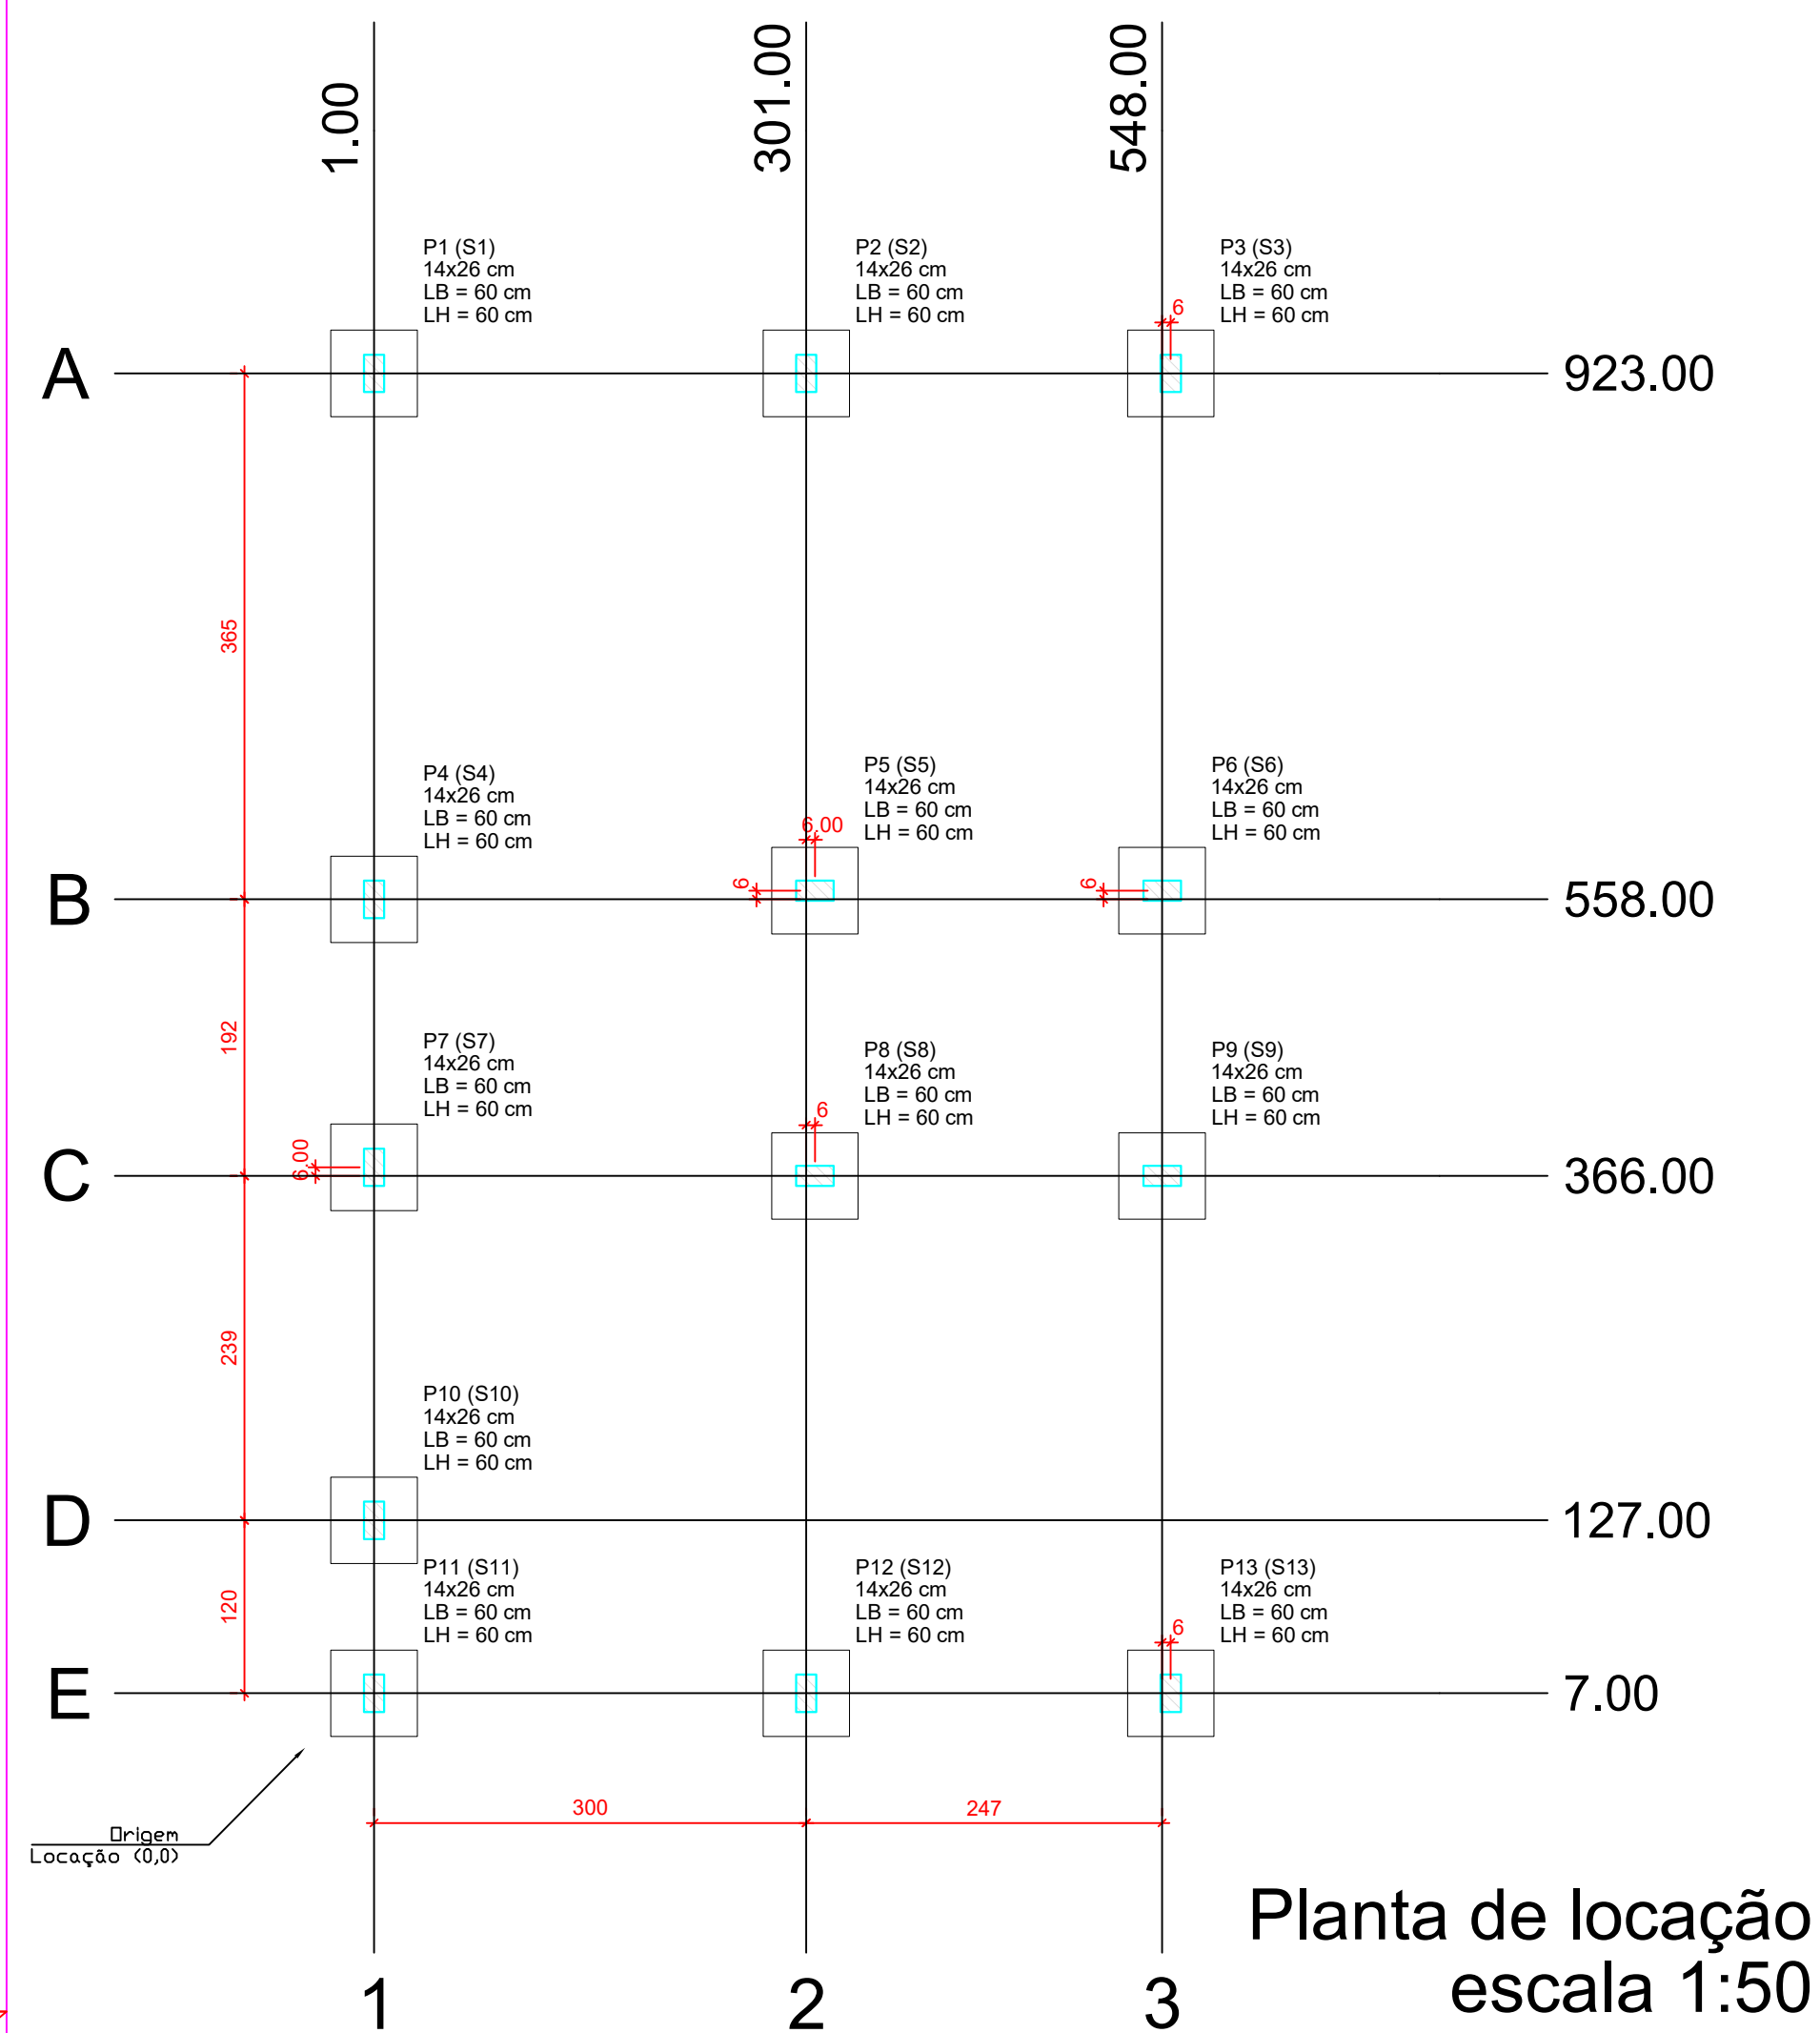 1.00
301.00
548.00
P1 (S1)
14x26 cm
LB = 60 cm
LH = 60 cm
P2 (S2)
14x26 cm
LB = 60 cm
LH = 60 cm
P3 (S3)
14x26 cm
LB = 60 cm
LH = 60 cm
6
A
923.00
365
P4 (S4)
14x26 cm
LB = 60 cm
LH = 60 cm
P5 (S5)
14x26 cm
LB = 60 cm
LH = 60 cm
6.00
6
P6 (S6)
14x26 cm
LB = 60 cm
LH = 60 cm
6
B
558.00
192
P7 (S7)
14x26 cm
LB = 60 cm
LH = 60 cm
6.00
P8 (S8)
14x26 cm
LB = 60 cm
LH = 60 cm
6
P9 (S9)
14x26 cm
LB = 60 cm
LH = 60 cm
C
366.00
239
P10 (S10)
14x26 cm
LB = 60 cm
LH = 60 cm
D
127.00
120
P11 (S11)
14x26 cm
LB = 60 cm
LH = 60 cm
P12 (S12)
14x26 cm
LB = 60 cm
LH = 60 cm
P13 (S13)
14x26 cm
LB = 60 cm
LH = 60 cm
6
E
7.00
300
247
Origem
Locação (0,0)
Planta de locação
escala 1:50
1
2
3